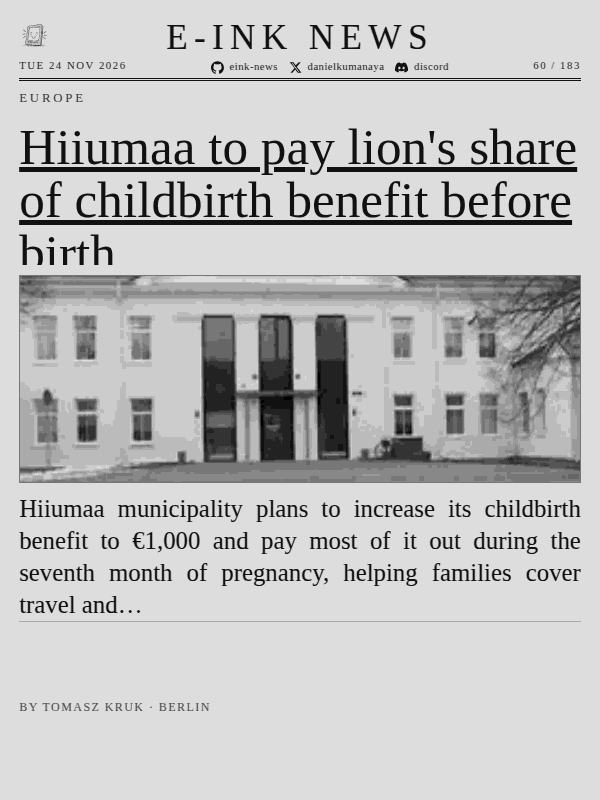 E-INK NEWS
TUE 24 NOV 2026
eink-news danielkumanaya discord
60 / 183
EUROPE
Hiiumaa to pay lion's share
of childbirth benefit before
birth
Hiiumaa municipality plans to increase its childbirth
benefit to €1,000 and pay most of it out during the
seventh month of pregnancy, helping families cover
travel and…
BY TOMASZ KRUK · BERLIN